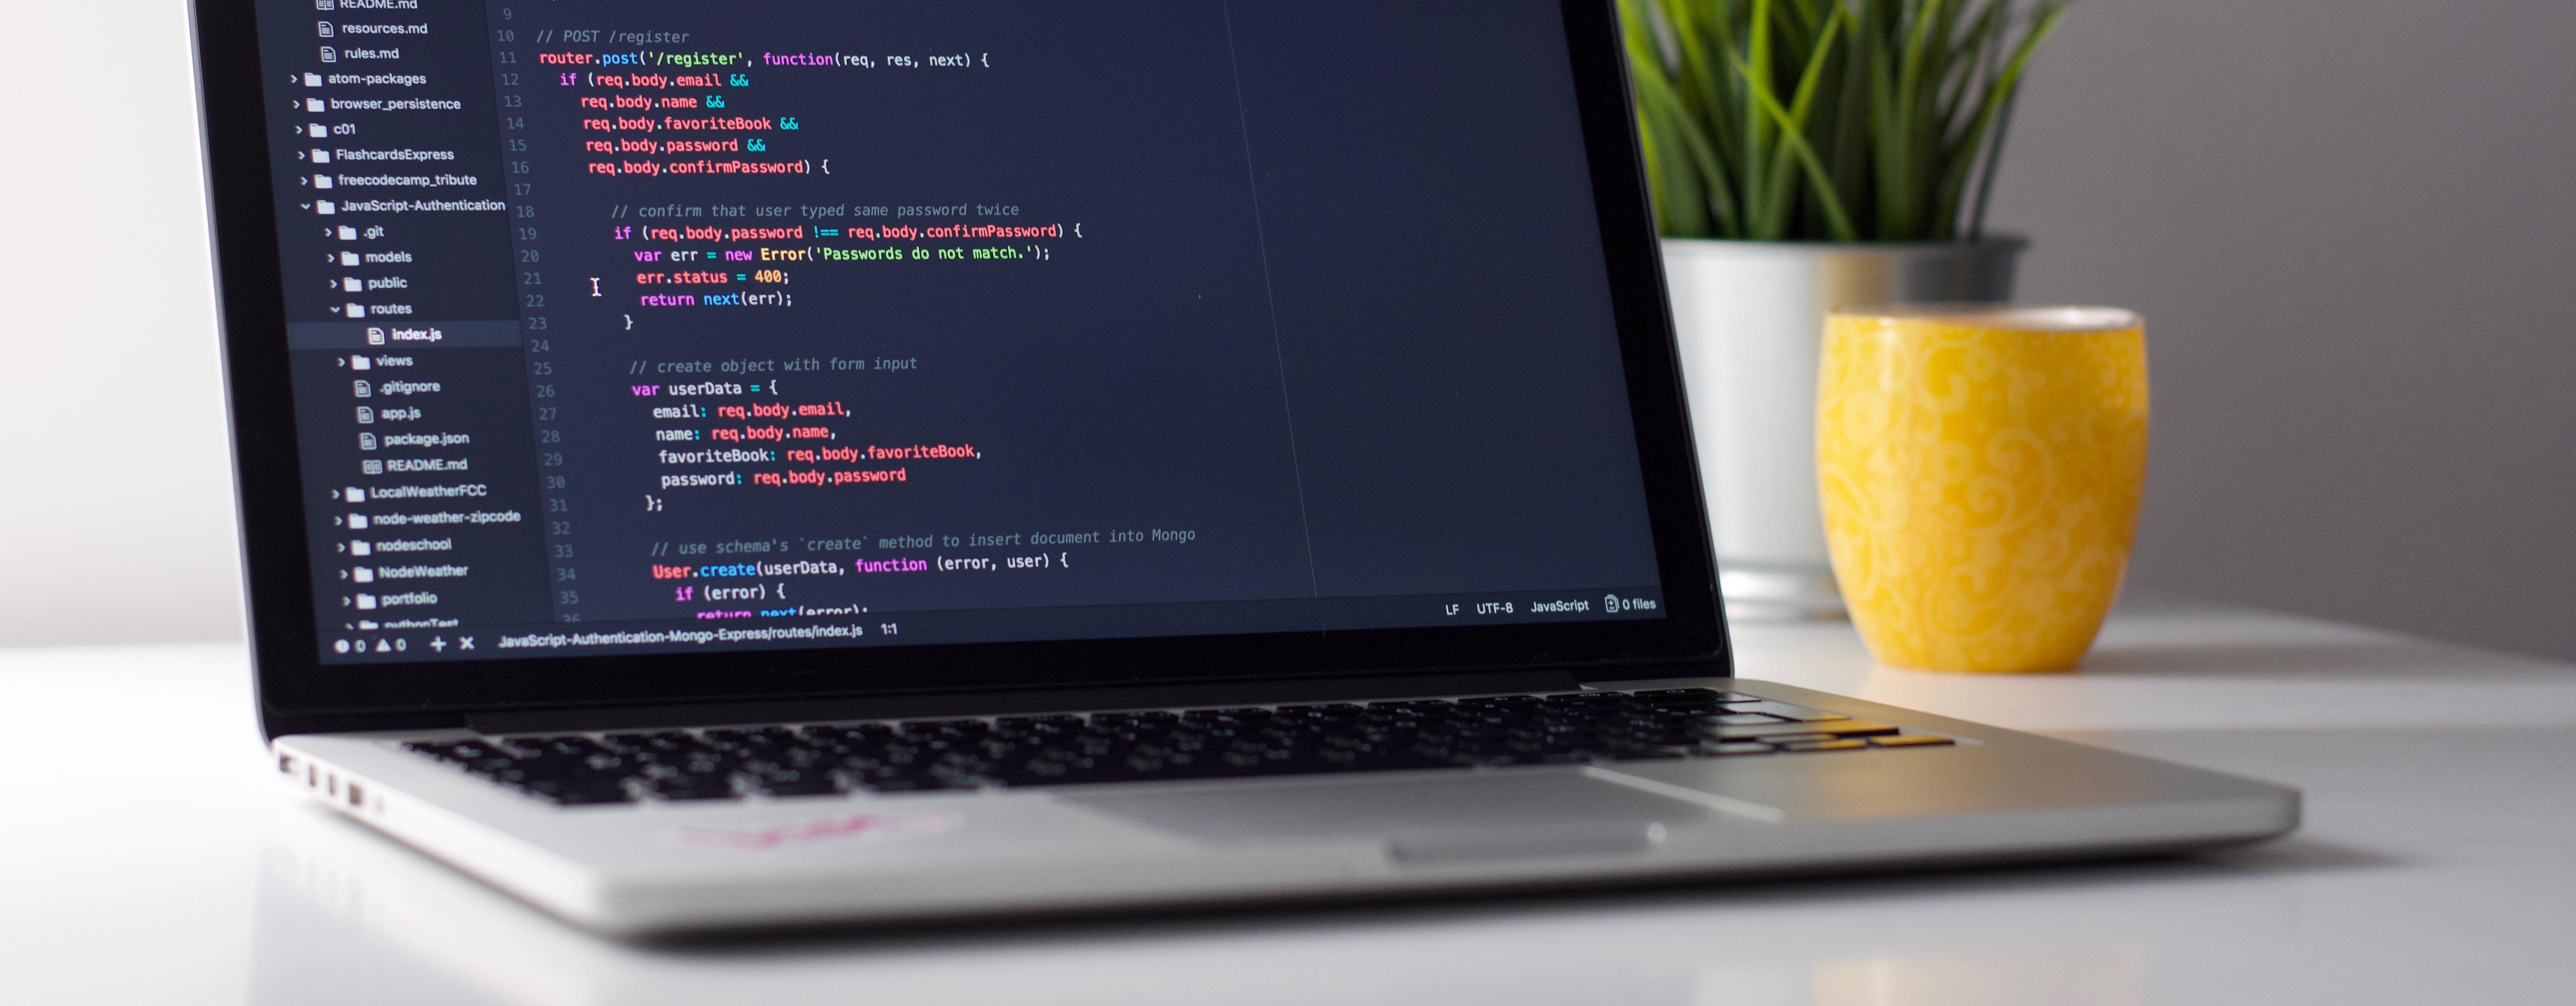 README.md
resources.md
rules.md
atom-packages
browser_persistence
c01
FlashcardsExpress
freecodecamp_tribute
JavaScript-Authentication
.git
models
public
routes
index.js
views
.gitignore
app.js
package.json
README.md
LocalWeatherFCC
node-weather-zipcode
nodeschool
NodeWeather
portfolio
pythonTest
9
10 // POST /register
11 router.post('/register', function(req, res, next) {
12 if (req.body.email &&
13 req.body.name &&
14 req.body.favoriteBook &&
15 req.body.password &&
16 req.body.confirmPassword) {
17
18 // confirm that user typed same password twice
19 if (req.body.password !== req.body.confirmPassword) {
20 var err = new Error('Passwords do not match.');
21 err.status = 400;
22 return next(err);
23 }
24
25 // create object with form input
26 var userData = {
27 email: req.body.email,
28 name: req.body.name,
29 favoriteBook: req.body.favoriteBook,
30 password: req.body.password
31 };
32
33 // use schema's `create` method to insert document into Mongo
34 User.create(userData, function (error, user) {
35 if (error) {
36 return next(error);
0 0 JavaScript-Authentication-Mongo-Express/routes/index.js 1:1 LF UTF-8 JavaScript 0 files